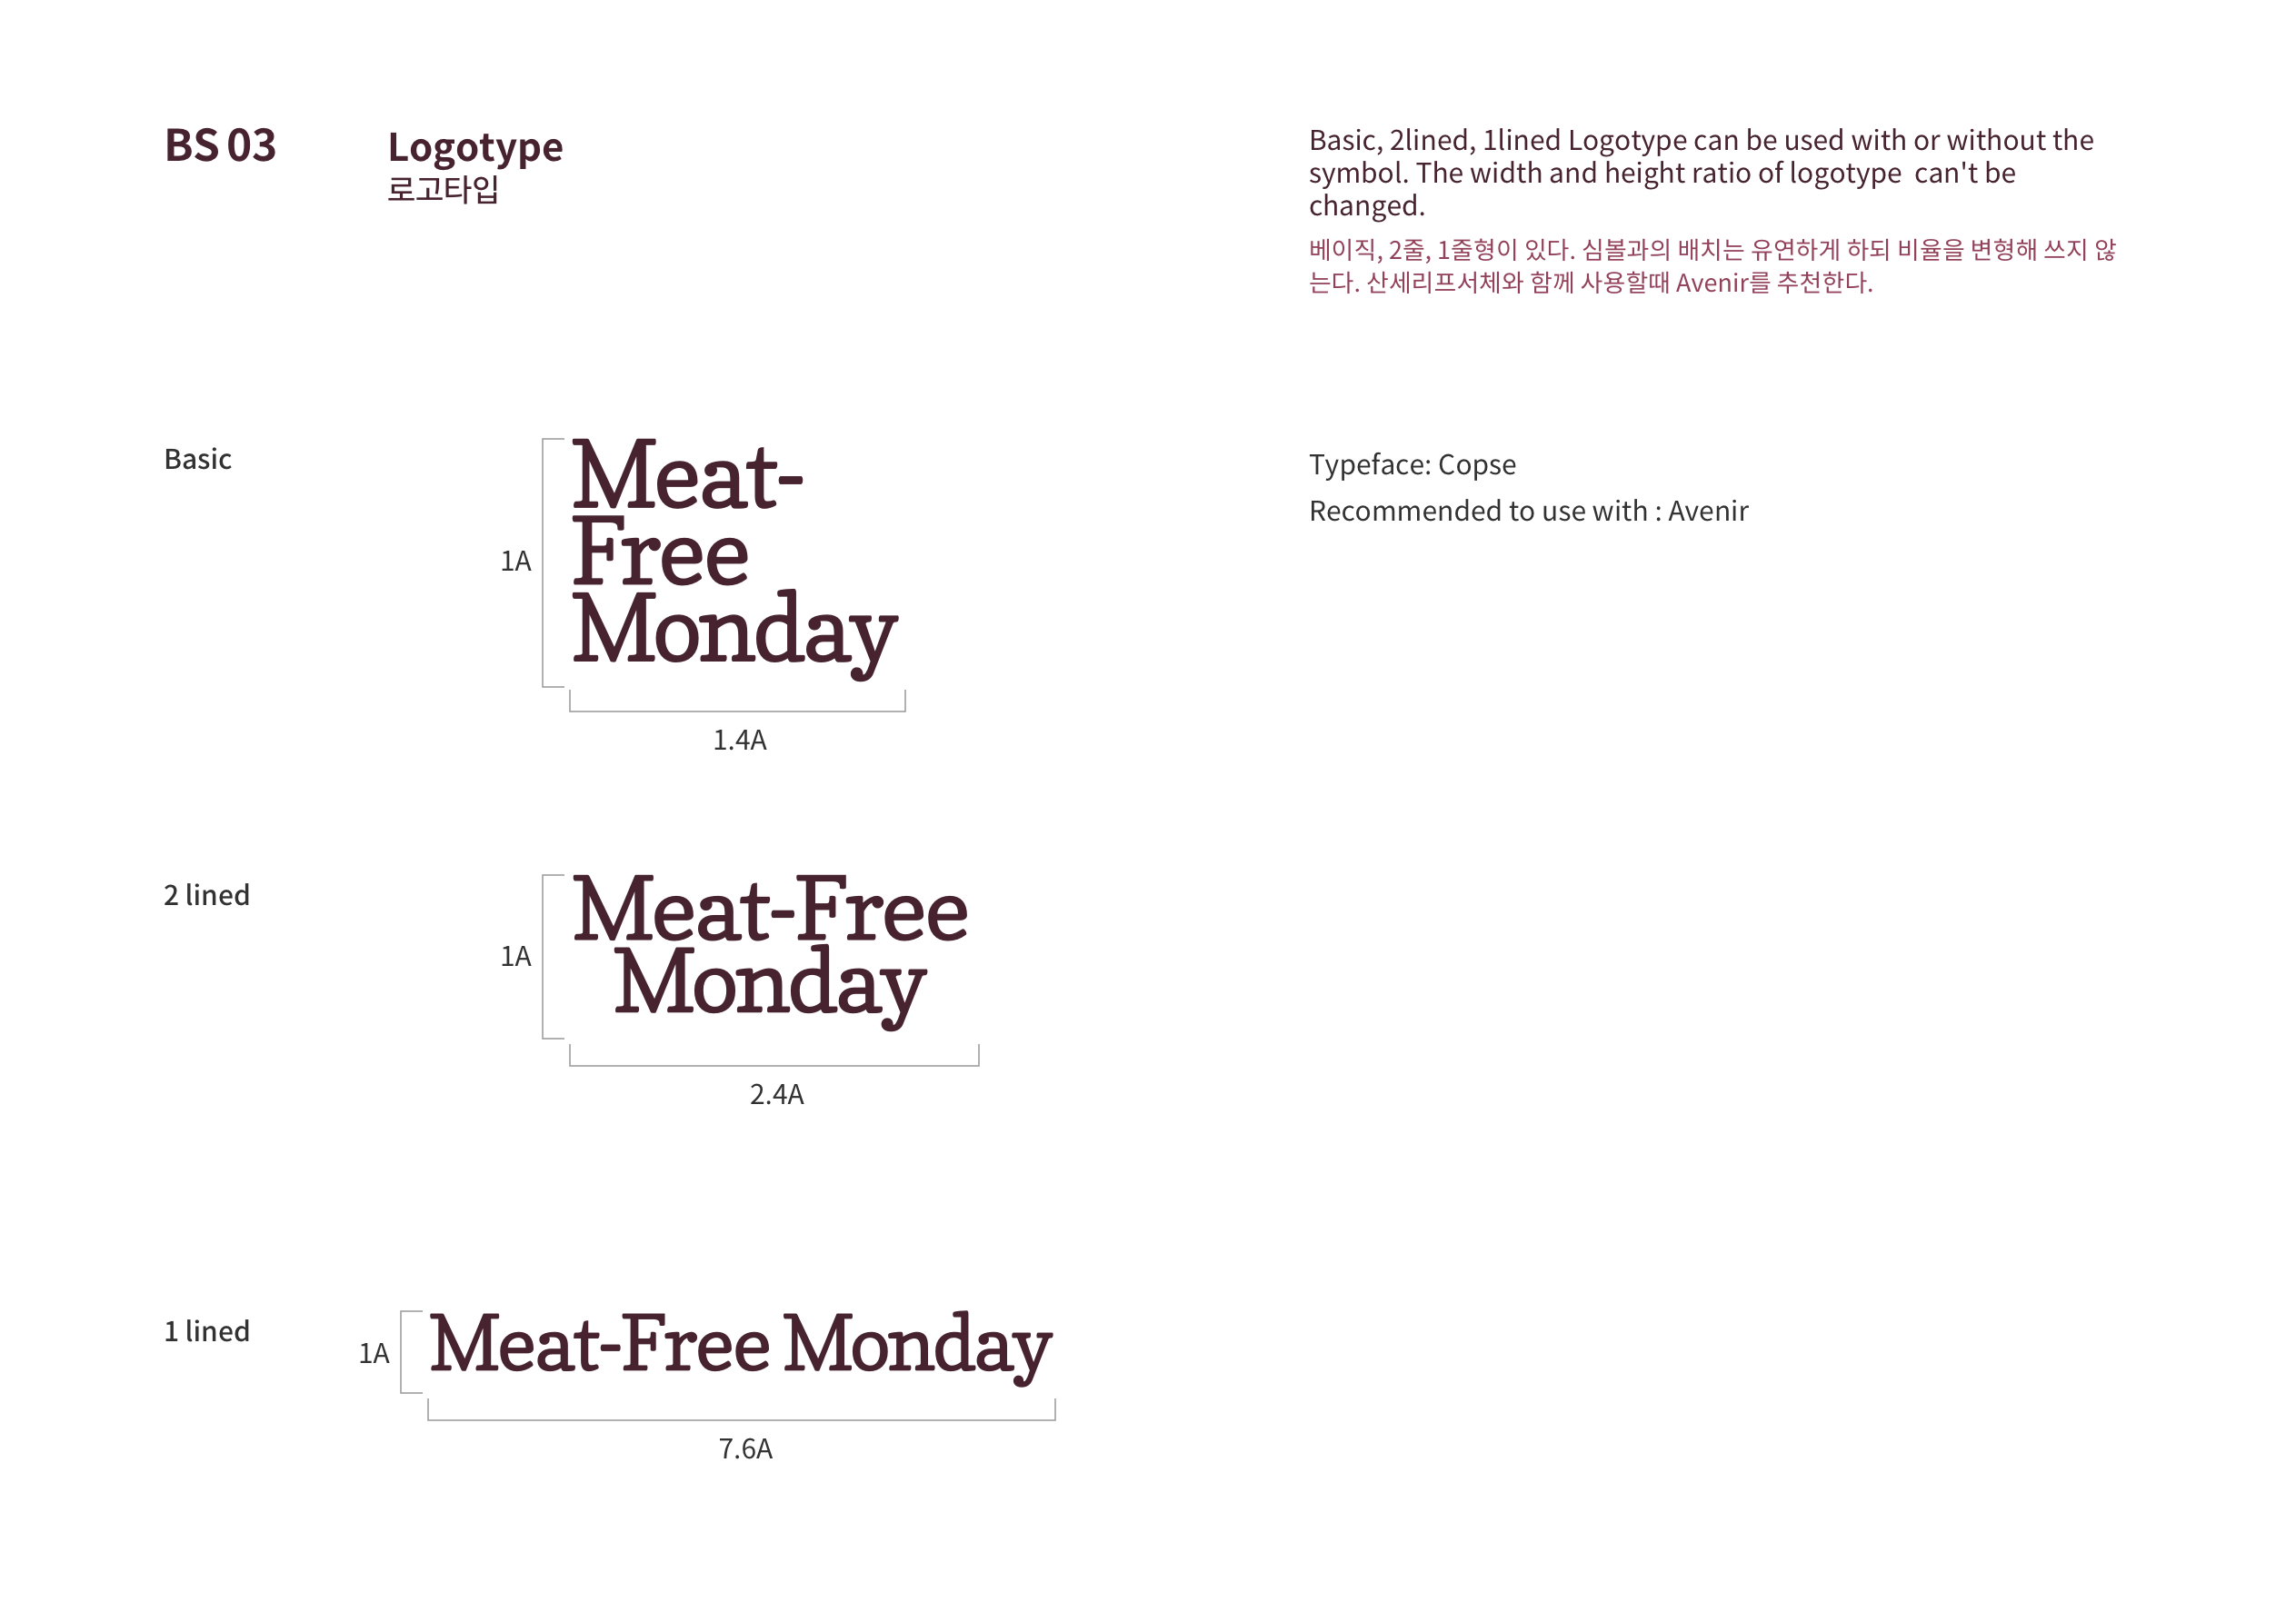 BS 03
Logotype
로고타입
Basic, 2lined, 1lined Logotype can be used with or without the
symbol. The width and height ratio of logotype  can't be
changed.
베이직, 2줄, 1줄형이 있다. 심볼과의 배치는 유연하게 하되 비율을 변형해 쓰지 않
는다. 산세리프서체와 함께 사용할때 Avenir를 추천한다.
Basic
1A
Meat-
Free
Monday
1.4A
Typeface: Copse
Recommended to use with : Avenir
2 lined
1A
Meat-Free
Monday
2.4A
1 lined
1A
Meat-Free Monday
7.6A